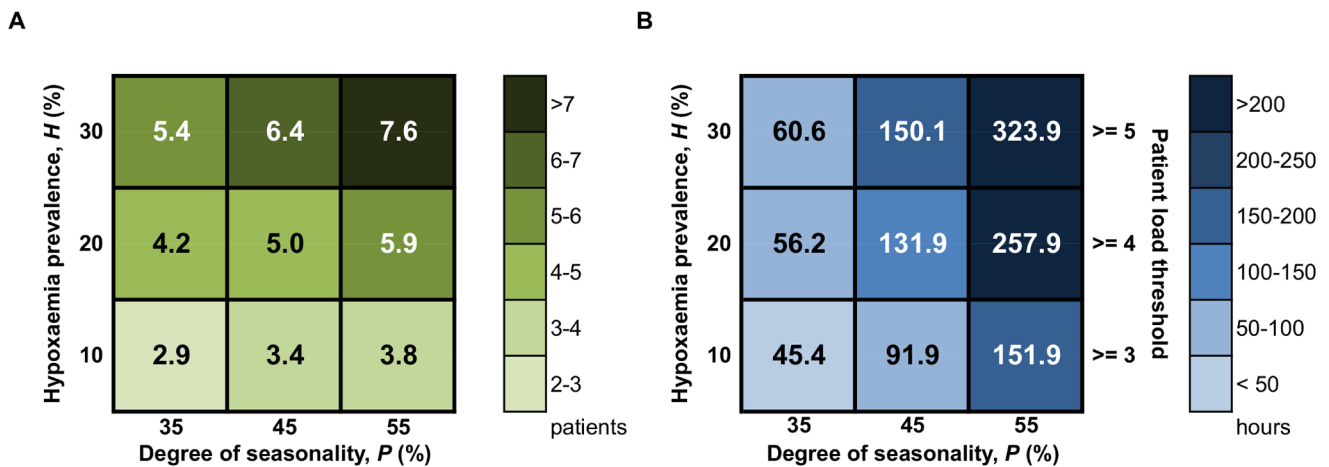 A
Hypoxaemia prevalence, H (%)
30
20
10
5.4 6.4 7.6
4.2 5.0 5.9
2.9 3.4 3.8
35 45 55
Degree of seasonality, P (%)
>7
6-7
5-6
4-5
3-4
2-3
patients
B
Hypoxaemia prevalence, H (%)
30
20
10
60.6 150.1 323.9
56.2 131.9 257.9
45.4 91.9 151.9
35 45 55
Degree of seasonality, P (%)
>= 5
>= 4
>= 3
Patient load threshold
>200
200-250
150-200
100-150
50-100
< 50
hours